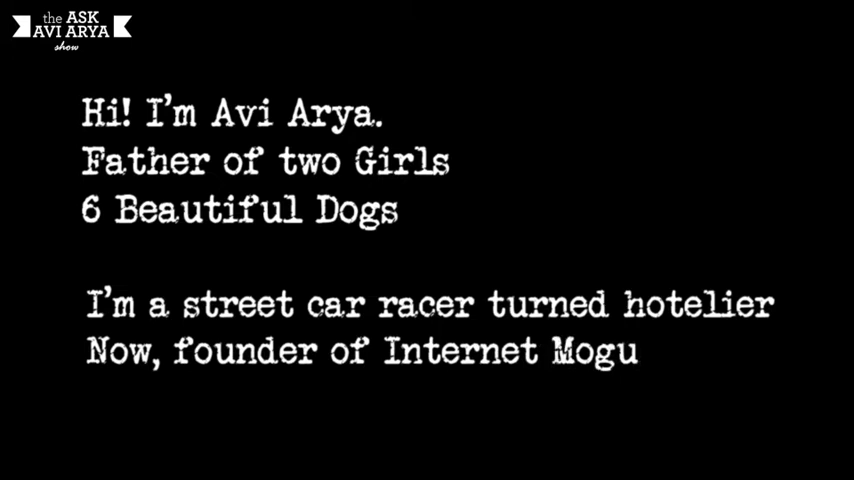 the ASK
AVI ARYA
show
Hi! I'm Avi Arya.
Father of two Girls
6 Beautiful Dogs
I'm a street car racer turned hotelier
Now, founder of Internet Mogu